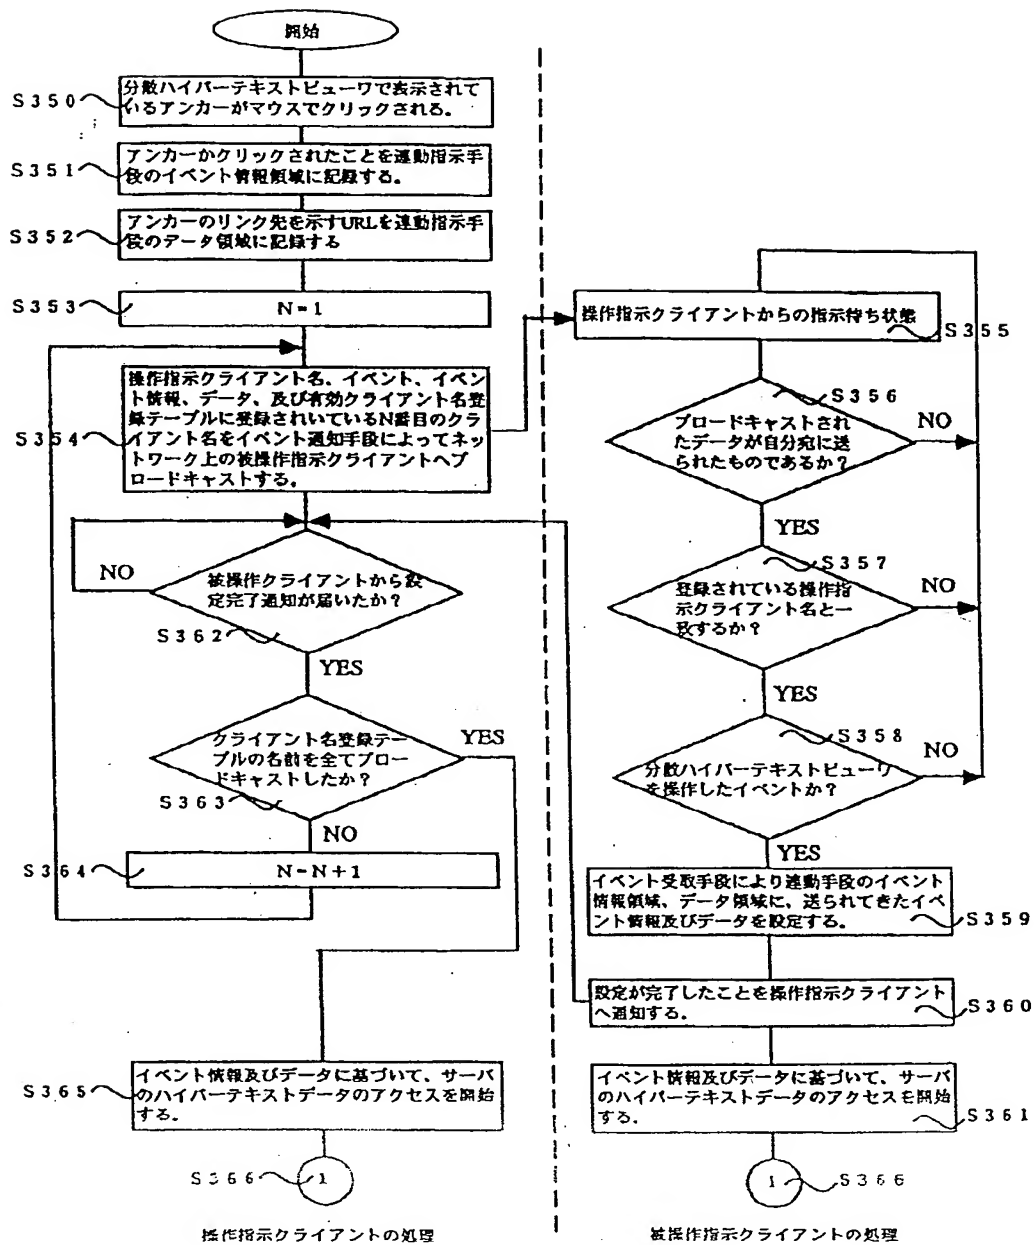 開始
S350
分散ハイパーテキストビューワで表示されて
いるアンカーがマウスでクリックされる。
S351
アンカーかクリックされたことを連動指示手
段のイベント情報領域に記録する。
S352
アンカーのリンク先を示すURLを連動指示手
段のデータ領域に記録する
S353
N=1
S354
操作指示クライアント名、イベント、イベン
ト情報、データ、及び有効クライアント名登
録テーブルに登録されいているN番目のクラ
イアント名をイベント通知手段によってネッ
トワーク上の被操作指示クライアントへブ
ロードキャストする。
NO
被操作クライアントから設
定完了通知が届いたか?
S362
YES
クライアント名登録テー
ブルの名前を全てブロー
ドキャストしたか?
YES
S363
NO
S364
N=N+1
S365
イベント情報及びデータに基づいて、サーバ
のハイパーテキストデータのアクセスを開始
する。
S366
1
操作指示クライアントの処理
操作指示クライアントからの指示待ち状態
S355
S356
ブロードキャストされ
たデータが自分宛に送
られたものであるか?
NO
YES
S357
登録されている操作指
示クライアント名と一
致するか?
NO
YES
S358
分散ハイパーテキストビューワ
を操作したイベントか?
NO
YES
イベント受取手段により連動手段のイベント
情報領域、データ領域に、送られてきたイベ
ント情報及びデータを設定する。
S359
設定が完了したことを操作指示クライアント
へ通知する。
S360
イベント情報及びデータに基づいて、サーバ
のハイパーテキストデータのアクセスを開始
する。
S361
1
S366
被操作指示クライアントの処理